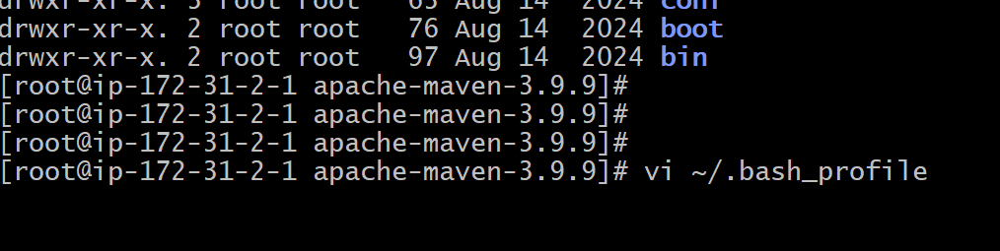 drwxr-xr-x. 3 root root   63 Aug 14  2024 conf
drwxr-xr-x. 2 root root   76 Aug 14  2024 boot
drwxr-xr-x. 2 root root   97 Aug 14  2024 bin
[root@ip-172-31-2-1 apache-maven-3.9.9]#
[root@ip-172-31-2-1 apache-maven-3.9.9]#
[root@ip-172-31-2-1 apache-maven-3.9.9]#
[root@ip-172-31-2-1 apache-maven-3.9.9]# vi ~/.bash_profile